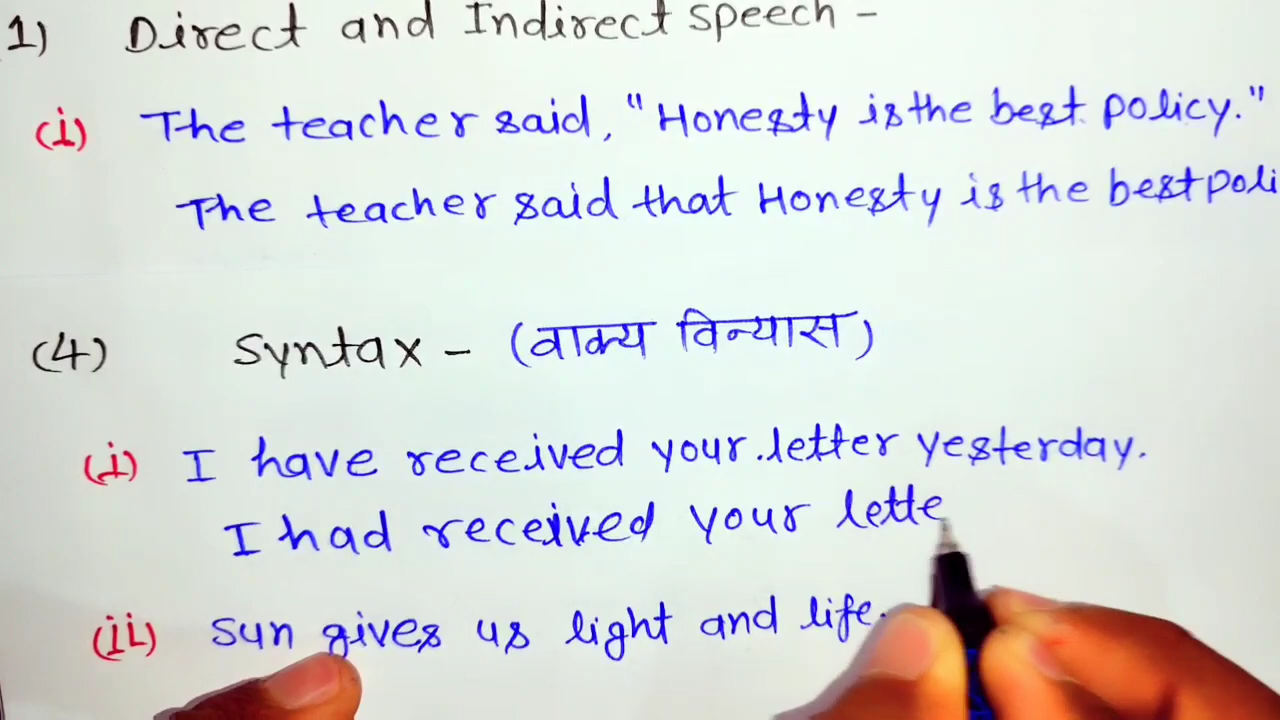 1) Direct and Indirect speech -
(i) The teacher said, "Honesty is the best policy."
The teacher said that Honesty is the best poli
(4) Syntax - (वाक्य विन्यास)
(i) I have received your letter yesterday.
I had received your lette
(ii) Sun gives us light and life.